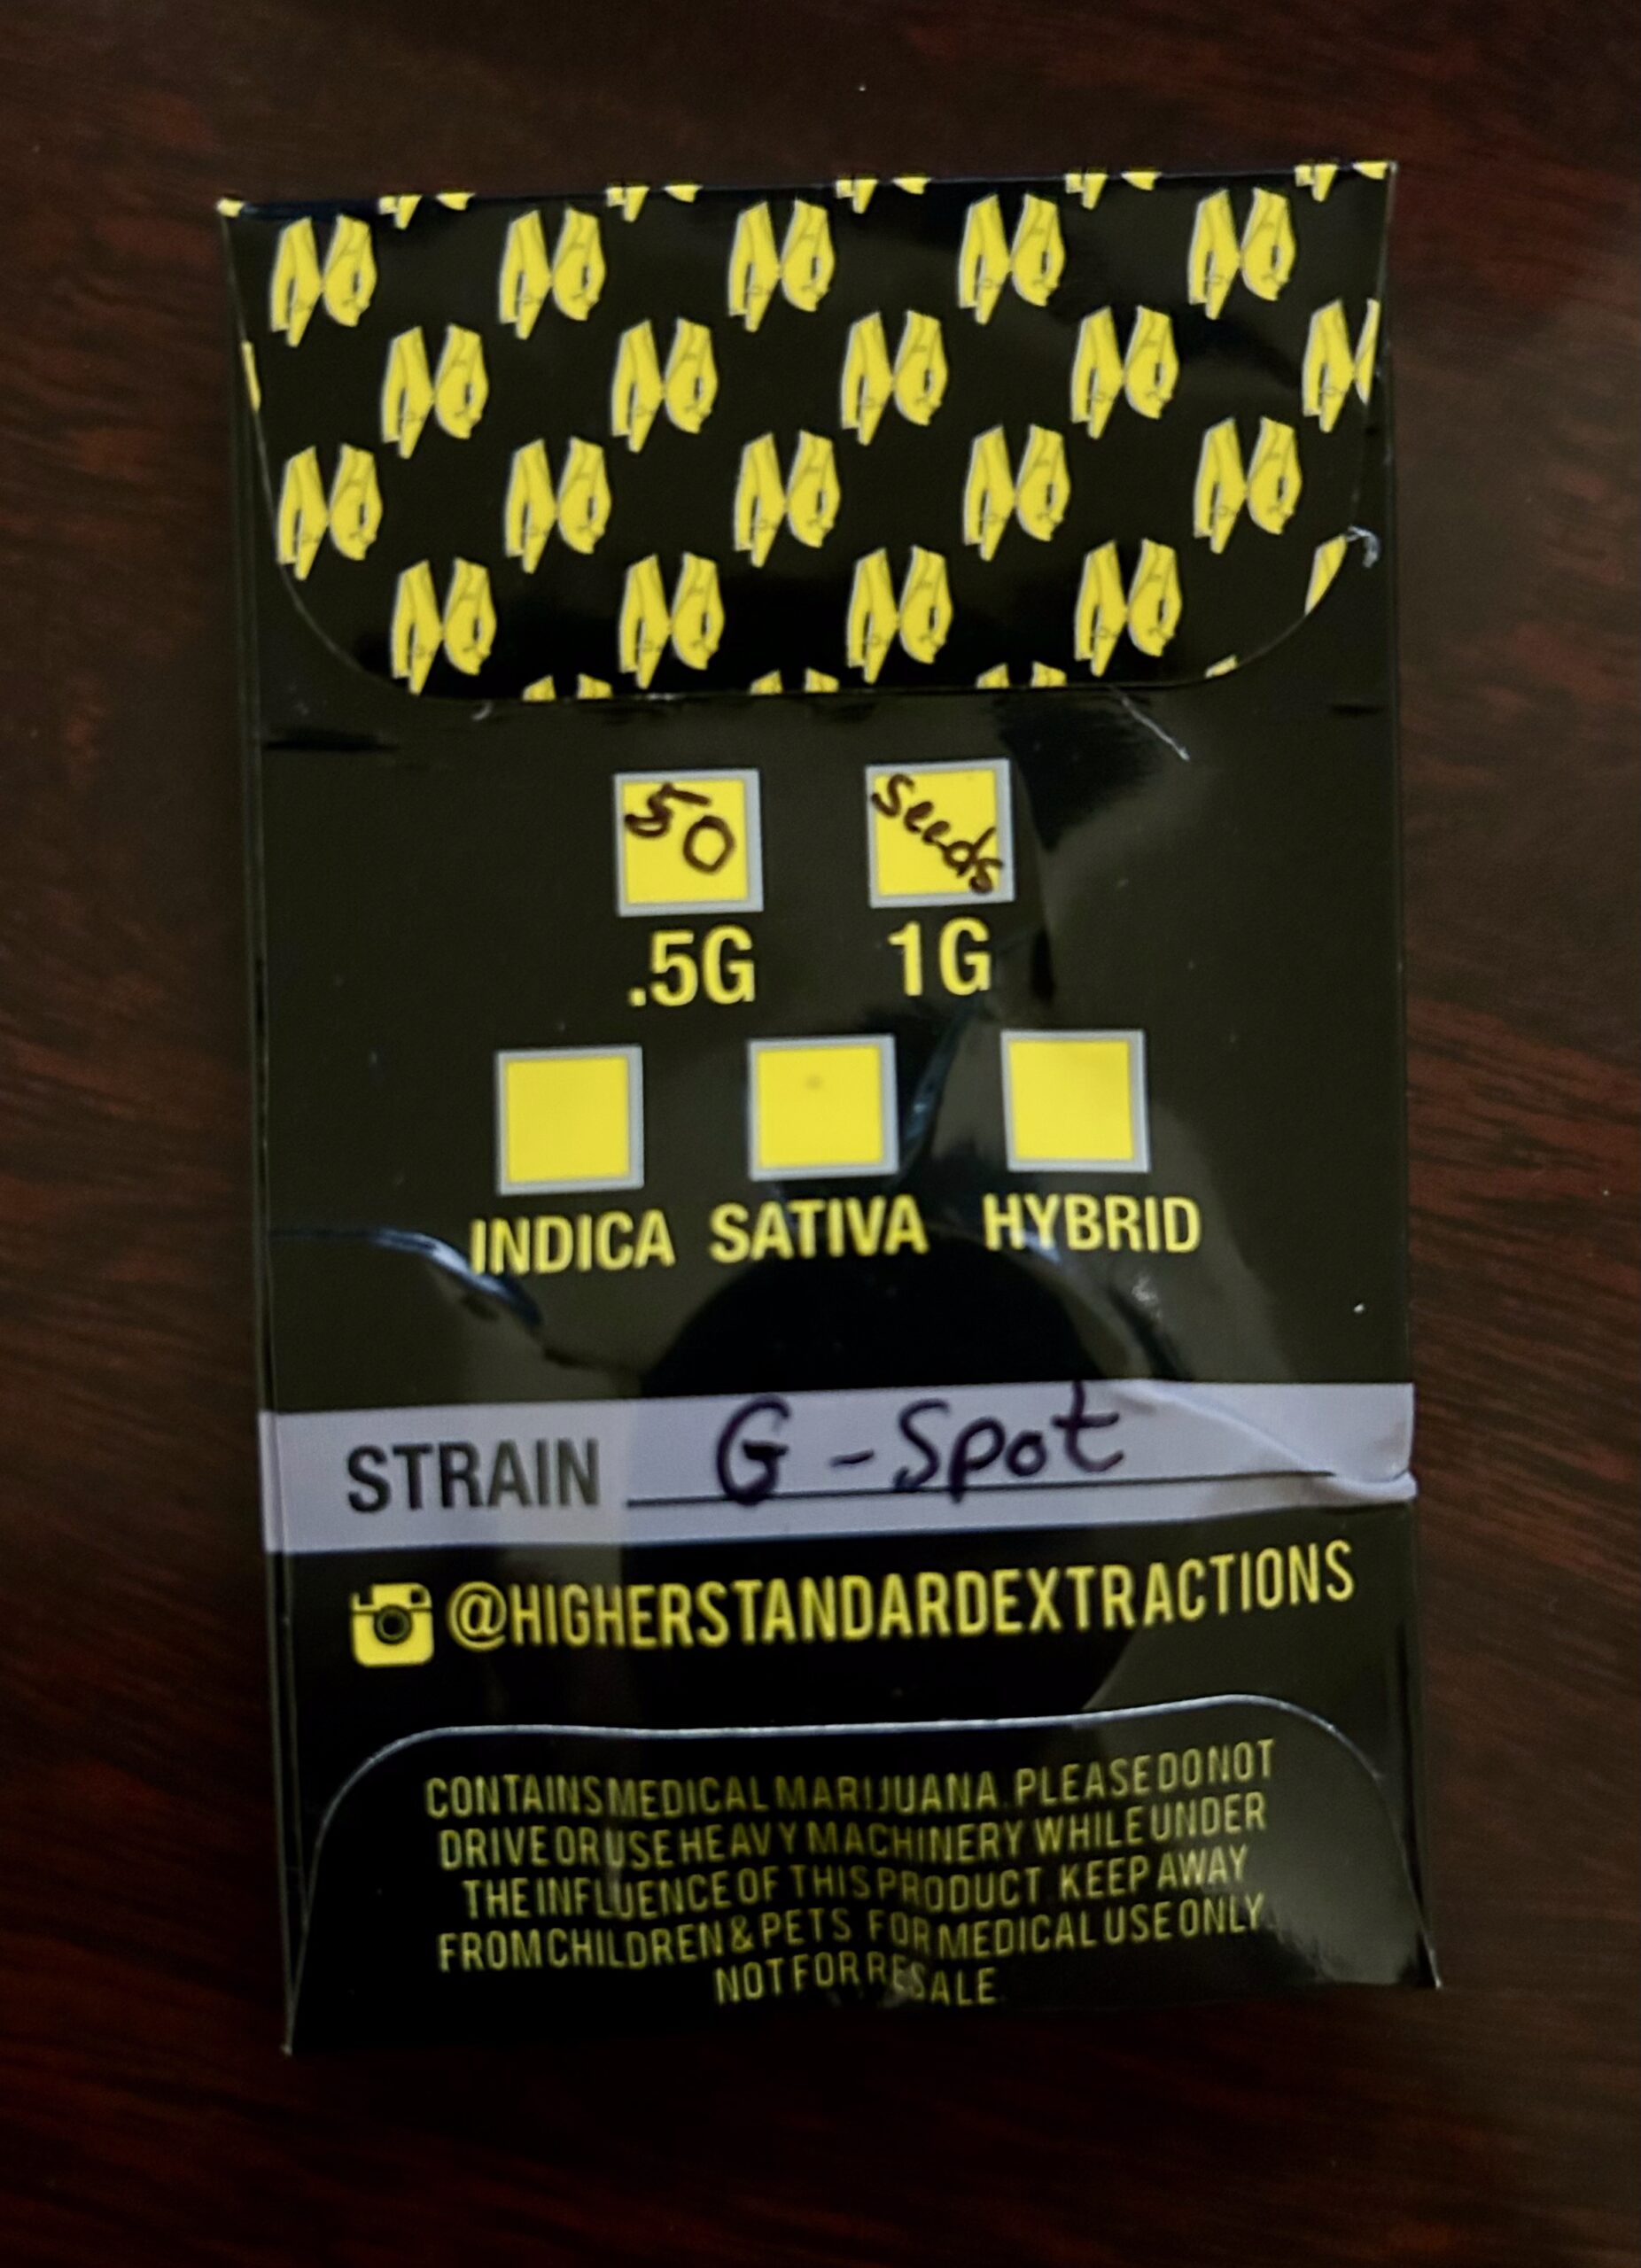 50 seeds
.5G 1G
INDICA SATIVA HYBRID
STRAIN G-Spot
@HIGHERSTANDARDEXTRACTIONS
CONTAINS MEDICAL MARIJUANA. PLEASE DO NOT
DRIVE OR USE HEAVY MACHINERY WHILE UNDER
THE INFLUENCE OF THIS PRODUCT. KEEP AWAY
FROM CHILDREN & PETS. FOR MEDICAL USE ONLY.
NOT FOR RESALE.